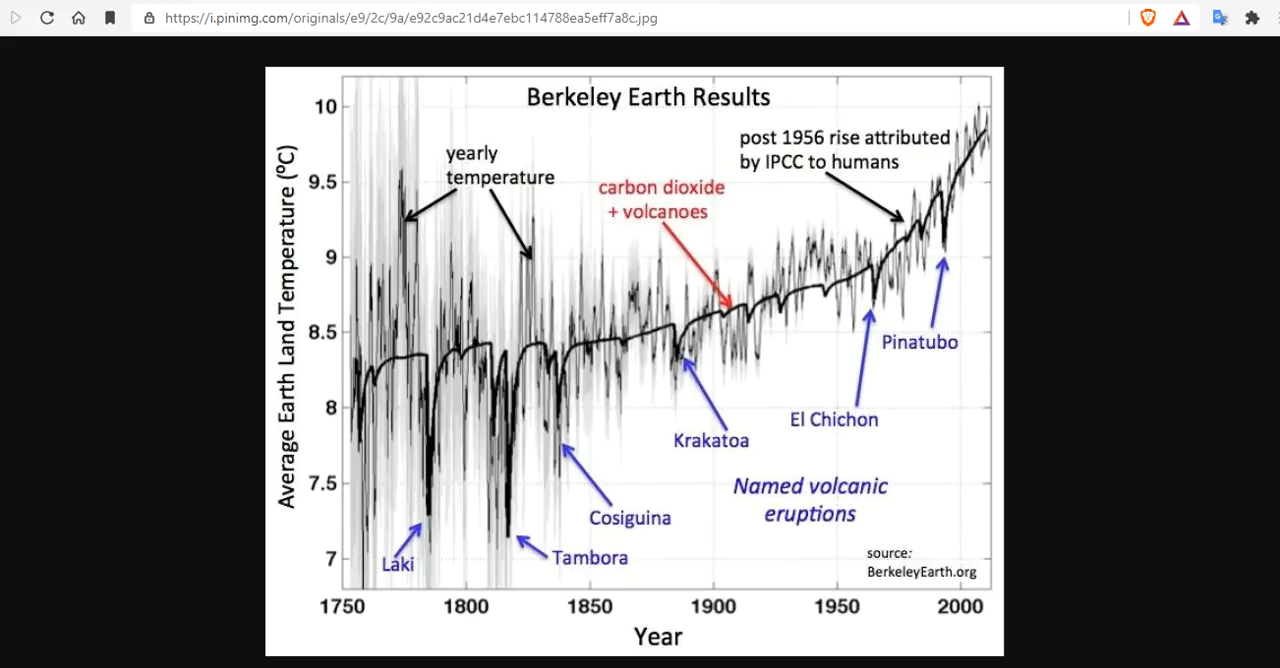 https://i.pinimg.com/originals/e9/2c/9a/e92c9ac21d4e7ebc114788ea5eff7a8c.jpg
Berkeley Earth Results
10
9.5
9
8.5
8
7.5
7
Average Earth Land Temperature (ºC)
yearly
temperature
carbon dioxide
+ volcanoes
post 1956 rise attributed
by IPCC to humans
Pinatubo
El Chichon
Krakatoa
Named volcanic
eruptions
Cosiguina
Tambora
Laki
source:
BerkeleyEarth.org
1750
1800
1850
1900
1950
2000
Year